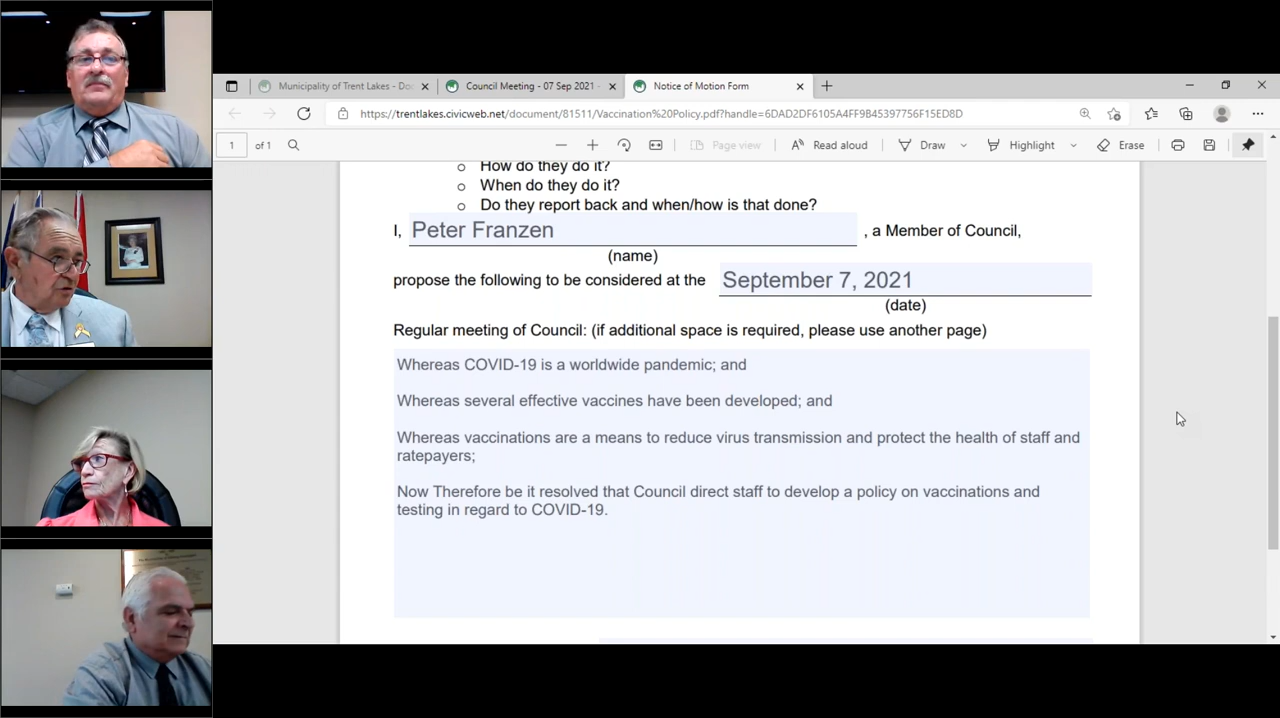 Municipality of Trent Lakes - Doc
Council Meeting - 07 Sep 2021 -
Notice of Motion Form
https://trentlakes.civicweb.net/document/81511/Vaccination%20Policy.pdf?handle=6DAD2DF6105A4FF9B45397756F15ED8D
1 of 1
Page view
Read aloud
Draw
Highlight
Erase
o How do they do it?
o When do they do it?
o Do they report back and when/how is that done?
I, Peter Franzen , a Member of Council,
(name)
propose the following to be considered at the September 7, 2021
(date)
Regular meeting of Council: (if additional space is required, please use another page)
Whereas COVID-19 is a worldwide pandemic; and
Whereas several effective vaccines have been developed; and
Whereas vaccinations are a means to reduce virus transmission and protect the health of staff and
ratepayers;
Now Therefore be it resolved that Council direct staff to develop a policy on vaccinations and
testing in regard to COVID-19.